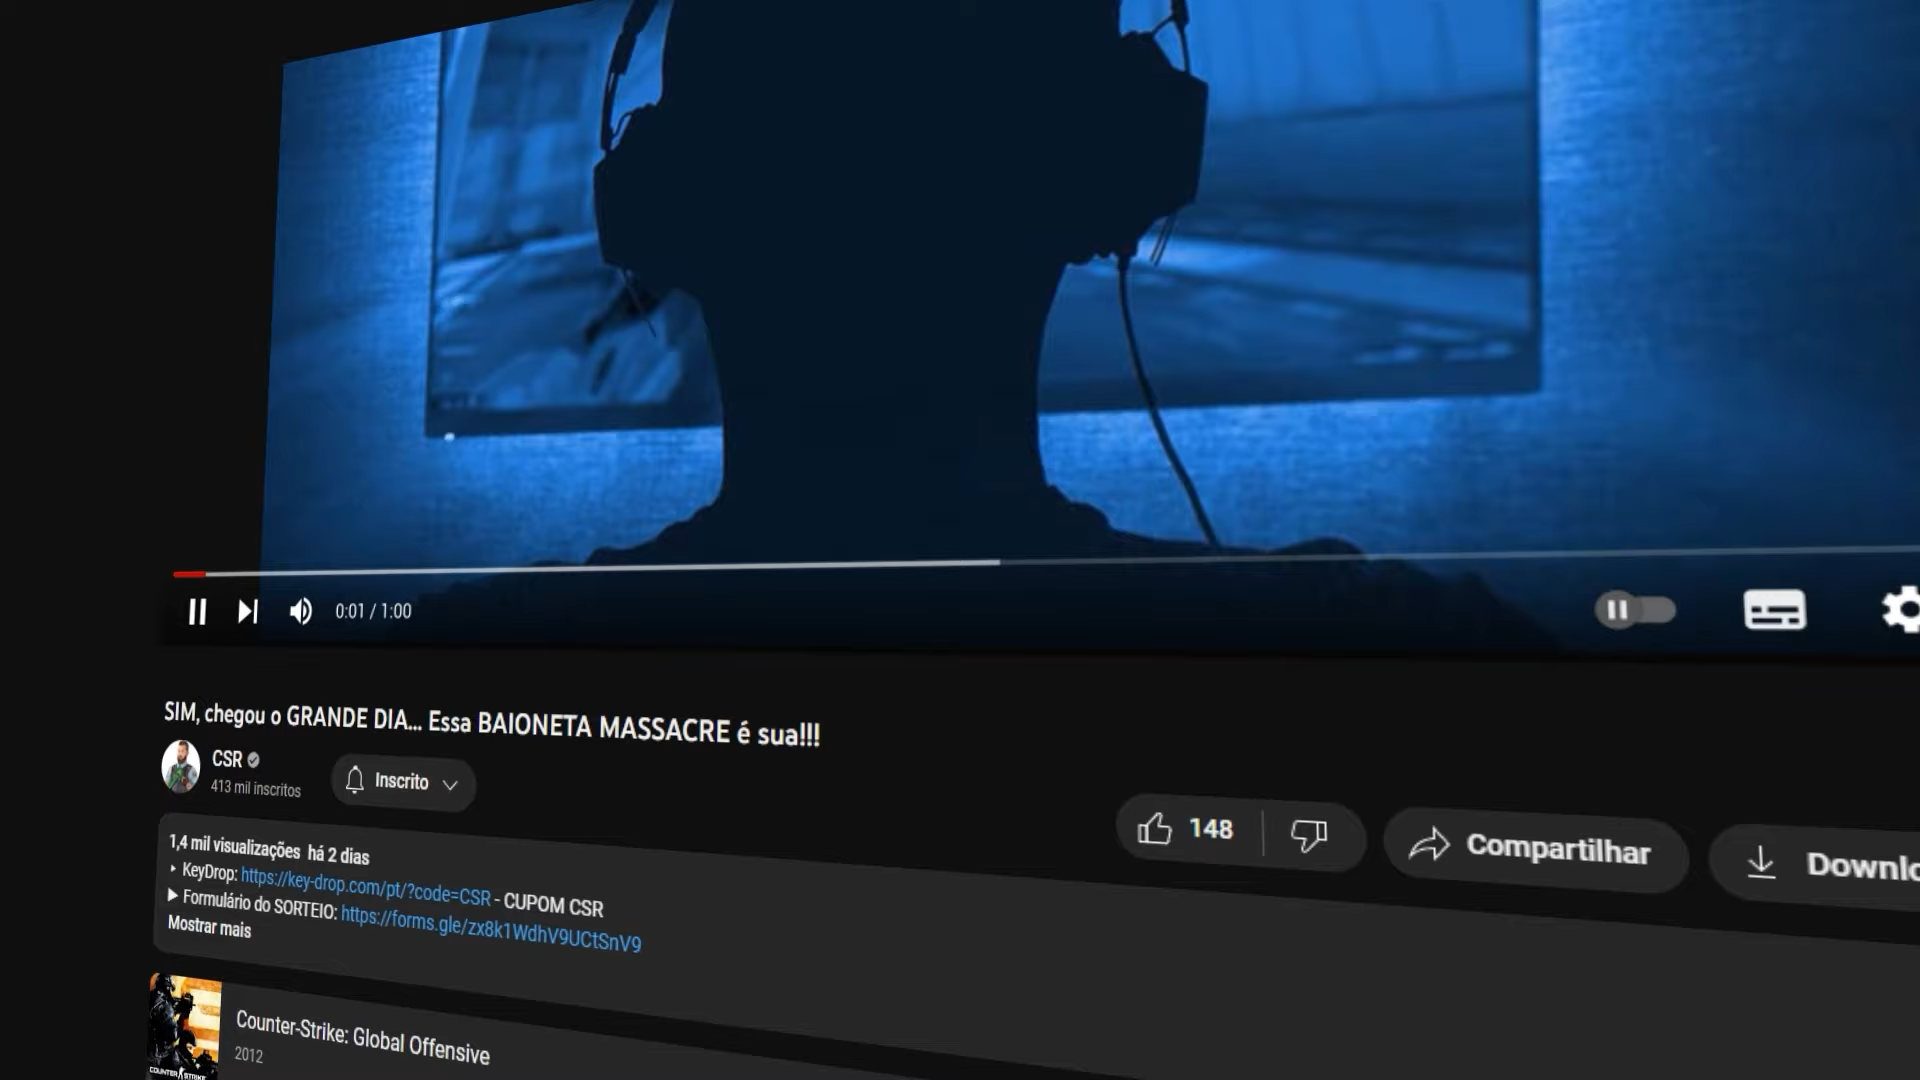 0:01 / 1:00
SIM, chegou o GRANDE DIA... Essa BAIONETA MASSACRE é sua!!!
CSR
413 mil inscritos
Inscrito
148
Compartilhar
Downlo
1,4 mil visualizações há 2 dias
‣ KeyDrop: https://key-drop.com/pt/?code=CSR - CUPOM CSR
▶ Formulário do SORTEIO: https://forms.gle/zx8k1WdhV9UCtSnV9
Mostrar mais
Counter-Strike: Global Offensive
2012
COUNTER STRIKE